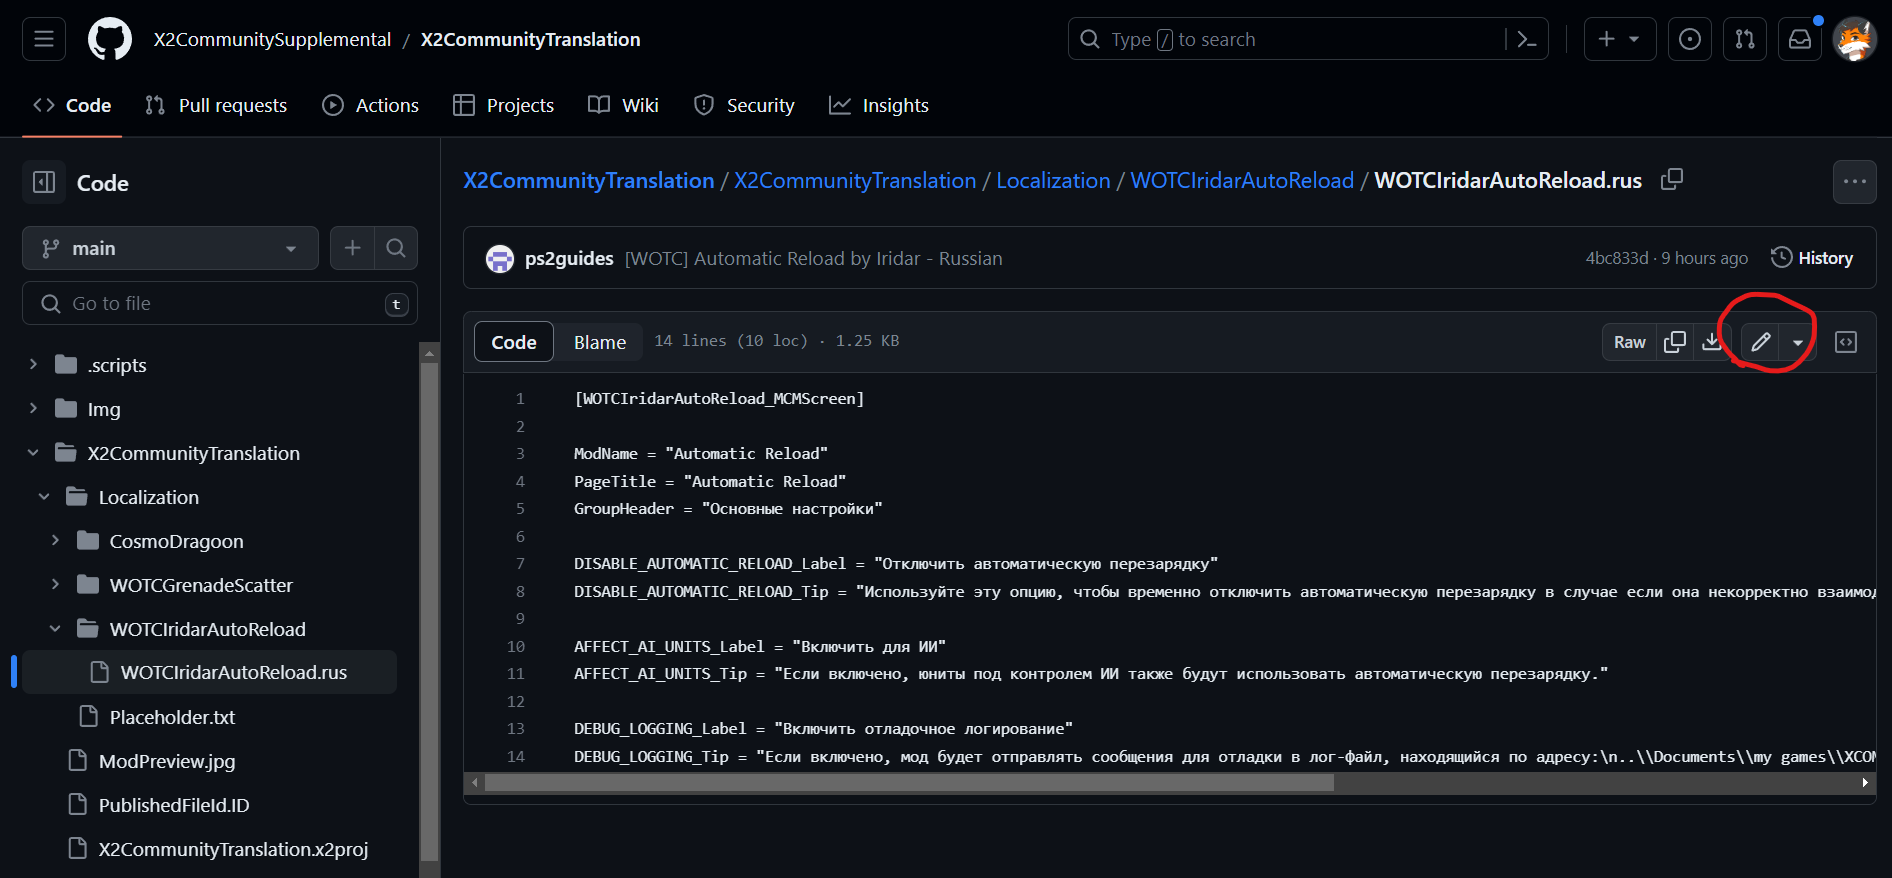 X2CommunitySupplemental / X2CommunityTranslation
Type / to search
Code Pull requests Actions Projects Wiki Security Insights
Code
main
Go to file t
.scripts
Img
X2CommunityTranslation
Localization
CosmoDragoon
WOTCGrenadeScatter
WOTCIridarAutoReload
WOTCIridarAutoReload.rus
Placeholder.txt
ModPreview.jpg
PublishedFileId.ID
X2CommunityTranslation.x2proj
X2CommunityTranslation / X2CommunityTranslation / Localization / WOTCIridarAutoReload / WOTCIridarAutoReload.rus
ps2guides [WOTC] Automatic Reload by Iridar - Russian 4bc833d · 9 hours ago History
Code Blame 14 lines (10 loc) · 1.25 KB Raw
1 [WOTCIridarAutoReload_MCMScreen]
2
3 ModName = "Automatic Reload"
4 PageTitle = "Automatic Reload"
5 GroupHeader = "Основные настройки"
6
7 DISABLE_AUTOMATIC_RELOAD_Label = "Отключить автоматическую перезарядку"
8 DISABLE_AUTOMATIC_RELOAD_Tip = "Используйте эту опцию, чтобы временно отключить автоматическую перезарядку в случае если она некорректно взаимод
9
10 AFFECT_AI_UNITS_Label = "Включить для ИИ"
11 AFFECT_AI_UNITS_Tip = "Если включено, юниты под контролем ИИ также будут использовать автоматическую перезарядку."
12
13 DEBUG_LOGGING_Label = "Включить отладочное логирование"
14 DEBUG_LOGGING_Tip = "Если включено, мод будет отправлять сообщения для отладки в лог-файл, находящийся по адресу:\n..\\Documents\\my games\\XCOM